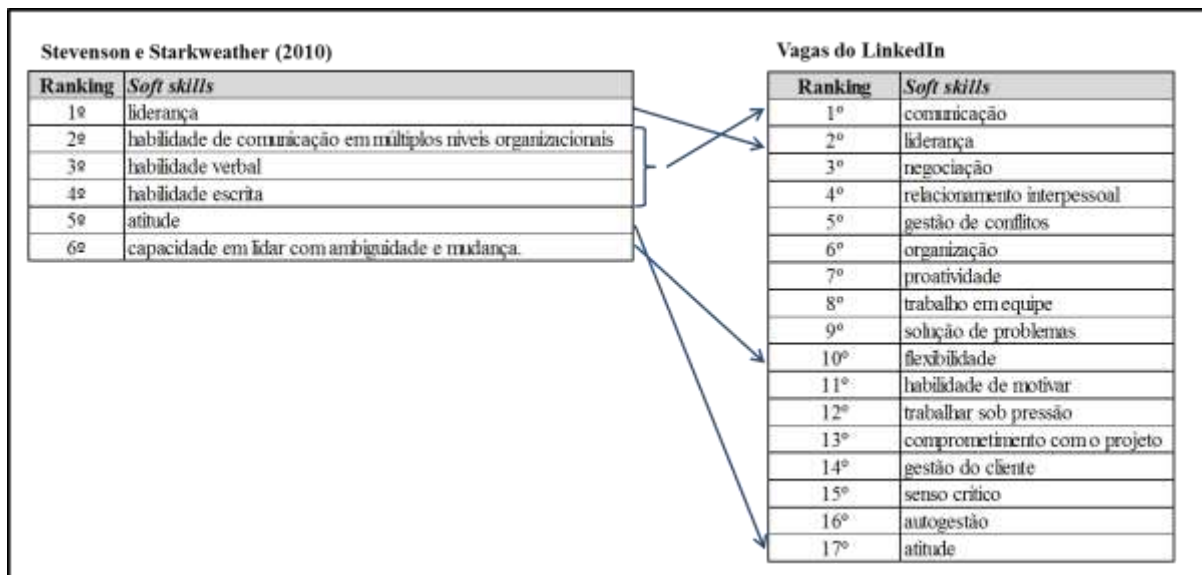 Stevenson e Starkweather (2010)
Ranking Soft skills
1º liderança
2º habilidade de comunicação em múltiplos níveis organizacionais
3º habilidade verbal
4º habilidade escrita
5º atitude
6º capacidade em lidar com ambiguidade e mudança.
Vagas do LinkedIn
Ranking Soft skills
1º comunicação
2º liderança
3º negociação
4º relacionamento interpessoal
5º gestão de conflitos
6º organização
7º proatividade
8º trabalho em equipe
9º solução de problemas
10º flexibilidade
11º habilidade de motivar
12º trabalhar sob pressão
13º comprometimento com o projeto
14º gestão do cliente
15º senso crítico
16º autogestão
17º atitude